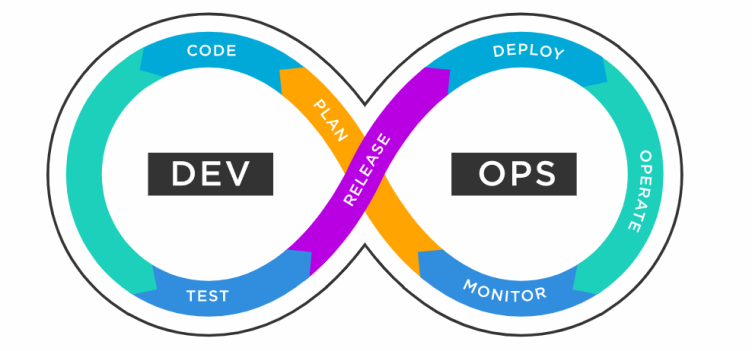 CODE
PLAN
DEV
TEST
RELEASE
DEPLOY
OPS
OPERATE
MONITOR